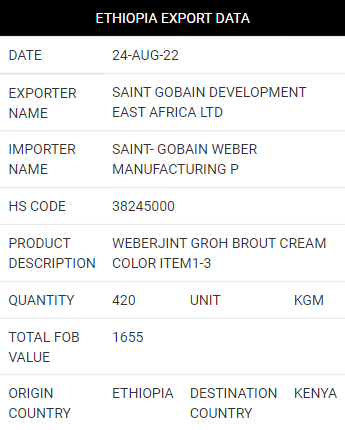 ETHIOPIA EXPORT DATA
DATE 24-AUG-22
EXPORTER NAME SAINT GOBAIN DEVELOPMENT EAST AFRICA LTD
IMPORTER NAME SAINT- GOBAIN WEBER MANUFACTURING P
HS CODE 38245000
PRODUCT DESCRIPTION WEBERJINT GROH BROUT CREAM COLOR ITEM1-3
QUANTITY 420 UNIT KGM
TOTAL FOB VALUE 1655
ORIGIN COUNTRY ETHIOPIA DESTINATION COUNTRY KENYA